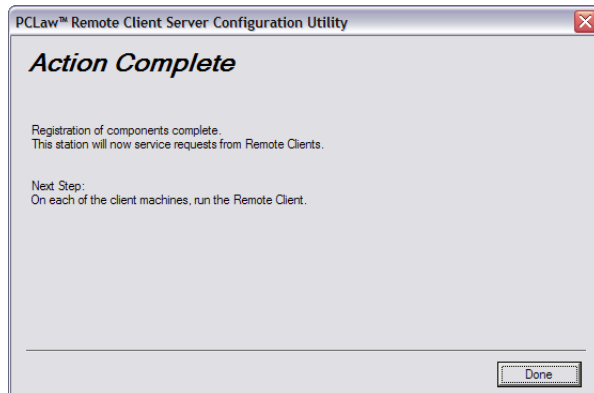 PCLaw™ Remote Client Server Configuration Utility
Action Complete
Registration of components complete.
This station will now service requests from Remote Clients.
Next Step:
On each of the client machines, run the Remote Client.
Done